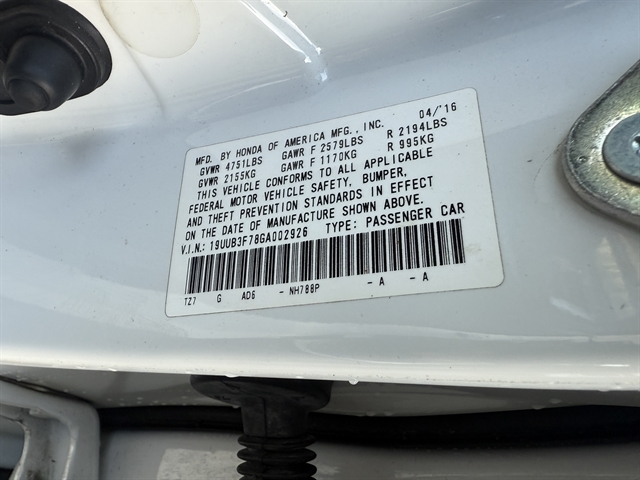 MFD. BY HONDA OF AMERICA MFG., INC. 04/'16
GVWR 4751LBS GAWR F 2579LBS R 2194LBS
GVWR 2155KG GAWR F 1170KG R 995KG
THIS VEHICLE CONFORMS TO ALL APPLICABLE
FEDERAL MOTOR VEHICLE SAFETY, BUMPER,
AND THEFT PREVENTION STANDARDS IN EFFECT
ON THE DATE OF MANUFACTURE SHOWN ABOVE.
V.I.N.: 19UUB3F78GA002926 TYPE: PASSENGER CAR
TZ7 G AD6 - NH788P - A - A